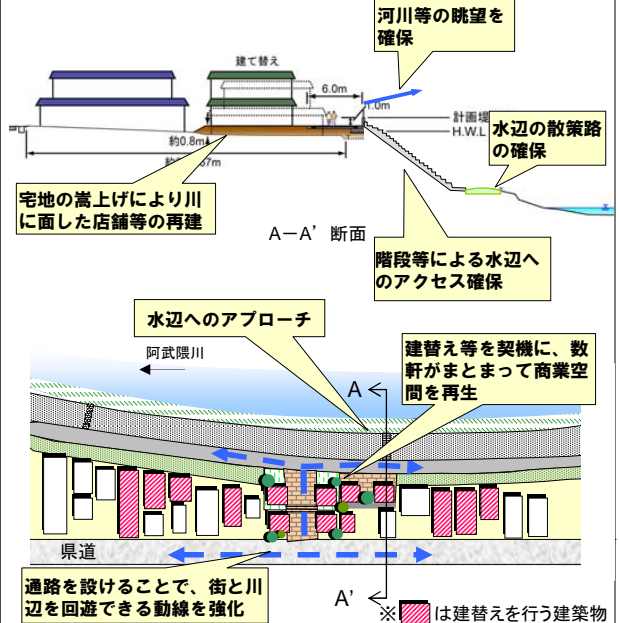 河川等の眺望を
確保
建て替え
6.0m
1.0m
計画堤
H.W.L
水辺の散策路
の確保
約0.8m
宅地の嵩上げにより川
に面した店舗等の再建
A－A’ 断面
階段等による水辺へ
のアクセス確保
水辺へのアプローチ
阿武隈川
建替え等を契機に、数
軒がまとまって商業空
間を再生
A
県道
通路を設けることで、街と川
辺を回遊できる動線を強化
A’
※ は建替えを行う建築物